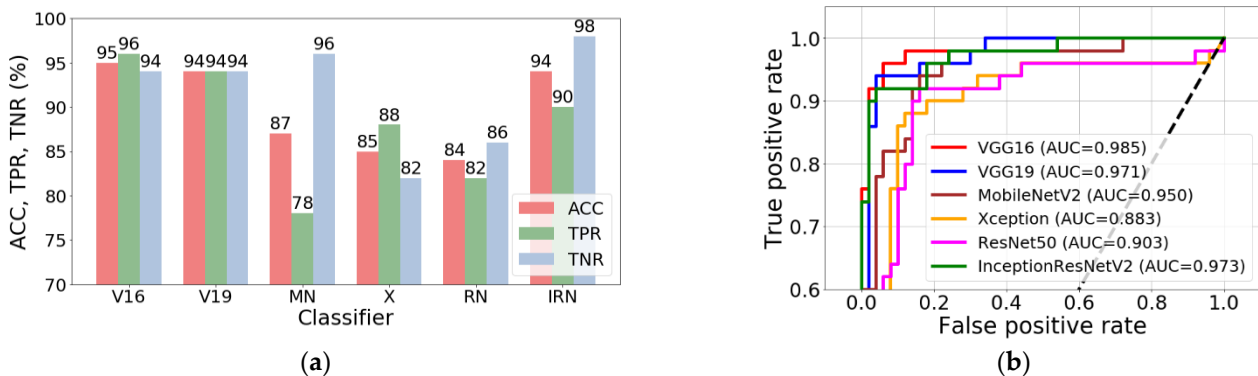 100
95
90
85
80
75
70
ACC, TPR, TNR (%)
95 96 94
94 94 94
87 78 96
85 88 82
84 82 86
94 90 98
ACC
TPR
TNR
V16 V19 MN X RN IRN
Classifier
(a)
1.0
0.9
0.8
0.7
0.6
True positive rate
VGG16 (AUC=0.985)
VGG19 (AUC=0.971)
MobileNetV2 (AUC=0.950)
Xception (AUC=0.883)
ResNet50 (AUC=0.903)
InceptionResNetV2 (AUC=0.973)
0.0 0.2 0.4 0.6 0.8 1.0
False positive rate
(b)